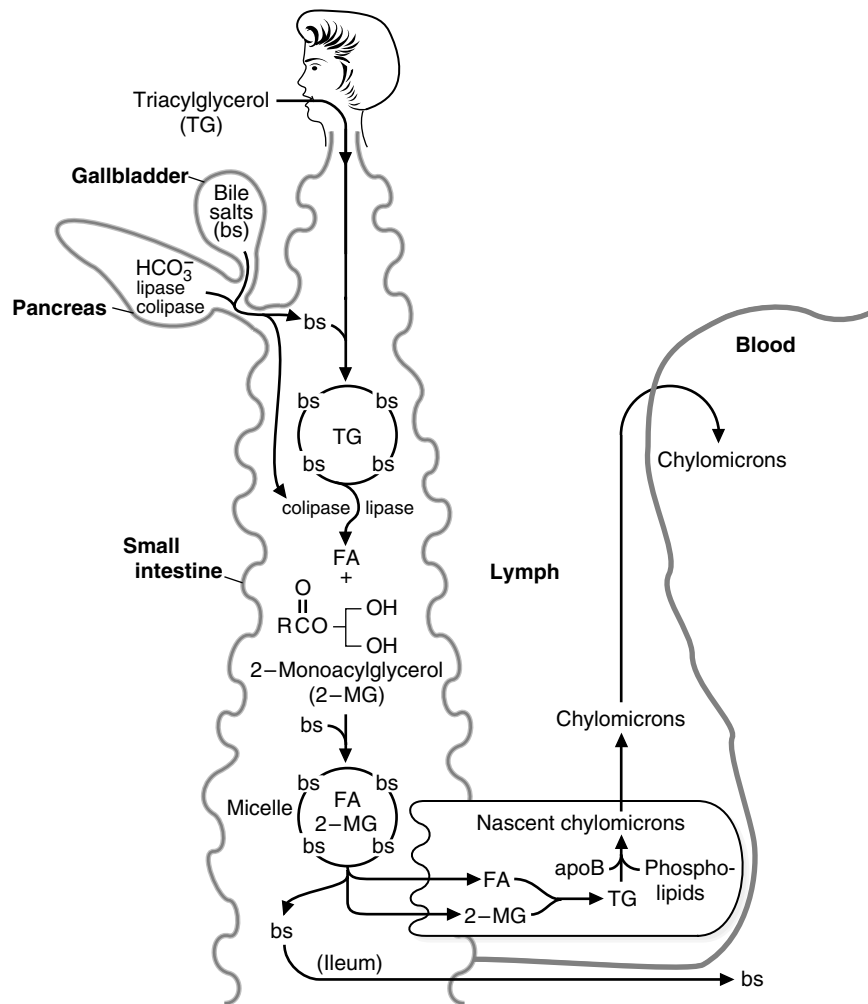 Triacylglycerol
(TG)
Gallbladder
Bile
salts
(bs)
HCO₃⁻
lipase
colipase
Pancreas
bs
Blood
bs bs
TG
bs bs
Chylomicrons
colipase lipase
Small
intestine
FA
+
Lymph
O
RCO
OH
OH
2–Monoacylglycerol
(2–MG)
bs
Chylomicrons
bs bs
Micelle
FA
2–MG
bs bs
Nascent chylomicrons
apoB
Phospho-
lipids
FA
TG
2–MG
bs
(Ileum)
bs